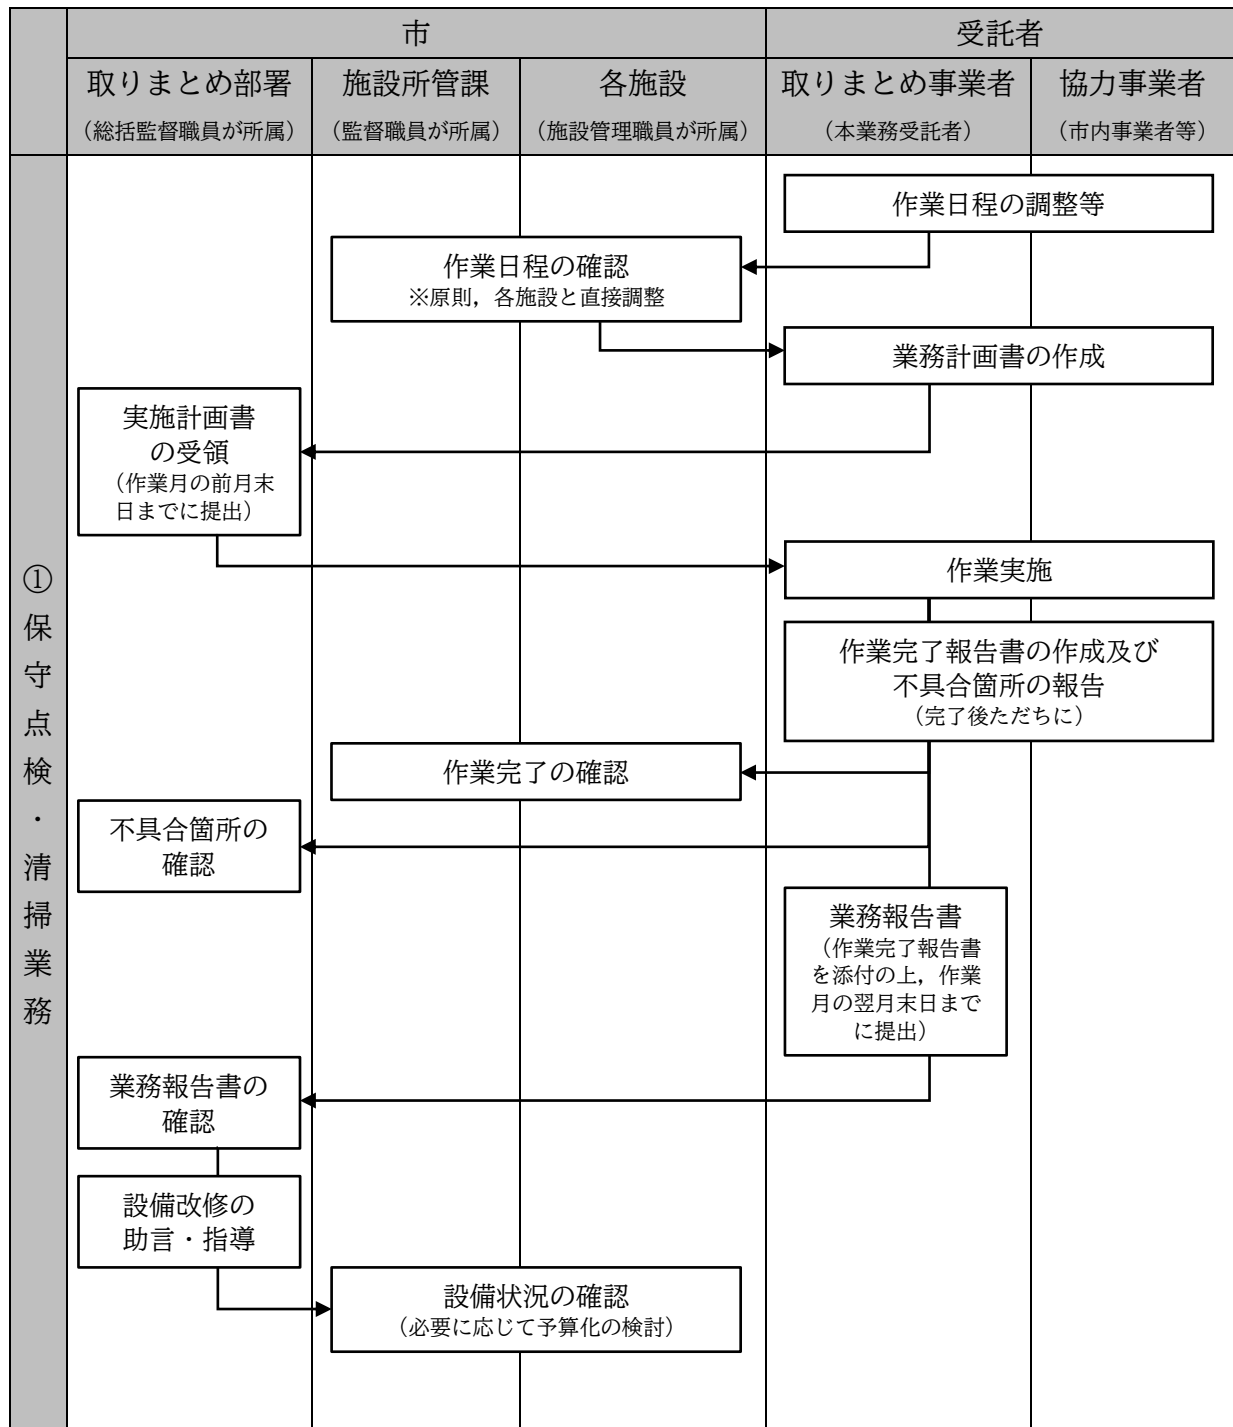 市
受託者
取りまとめ部署
（総括監督職員が所属）
施設所管課
（監督職員が所属）
各施設
（施設管理職員が所属）
取りまとめ事業者
（本業務受託者）
協力事業者
（市内事業者等）
①保守点検・清掃業務
作業日程の調整等
作業日程の確認
※原則，各施設と直接調整
業務計画書の作成
実施計画書
の受領
（作業月の前月末
日までに提出）
作業実施
作業完了報告書の作成及び
不具合箇所の報告
（完了後ただちに）
作業完了の確認
不具合箇所の
確認
業務報告書
（作業完了報告書
を添付の上，作業
月の翌月末日まで
に提出）
業務報告書の
確認
設備改修の
助言・指導
設備状況の確認
（必要に応じて予算化の検討）